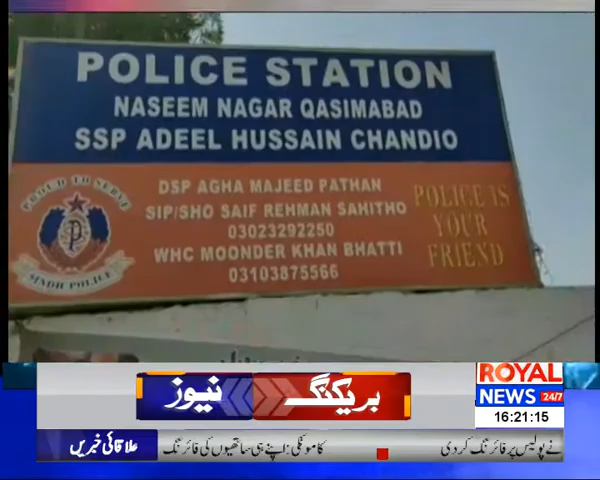 POLICE STATION
NASEEM NAGAR QASIMABAD
SSP ADEEL HUSSAIN CHANDIO
PROUD TO SERVE
SINDH POLICE
DSP AGHA MAJEED PATHAN
SIP/SHO SAIF REHMAN SAHITHO
03023292250
WHC MOONDER KHAN BHATTI
03103875566
POLICE IS
YOUR
FRIEND
بریکنگ نیوز
ROYAL
NEWS 24/7
16:21:15
علاقائی خبریں
نے پولیس پر فائرنگ کر دی
کامونکی: اپنے ہی ساتھیوں کی فائرنگ